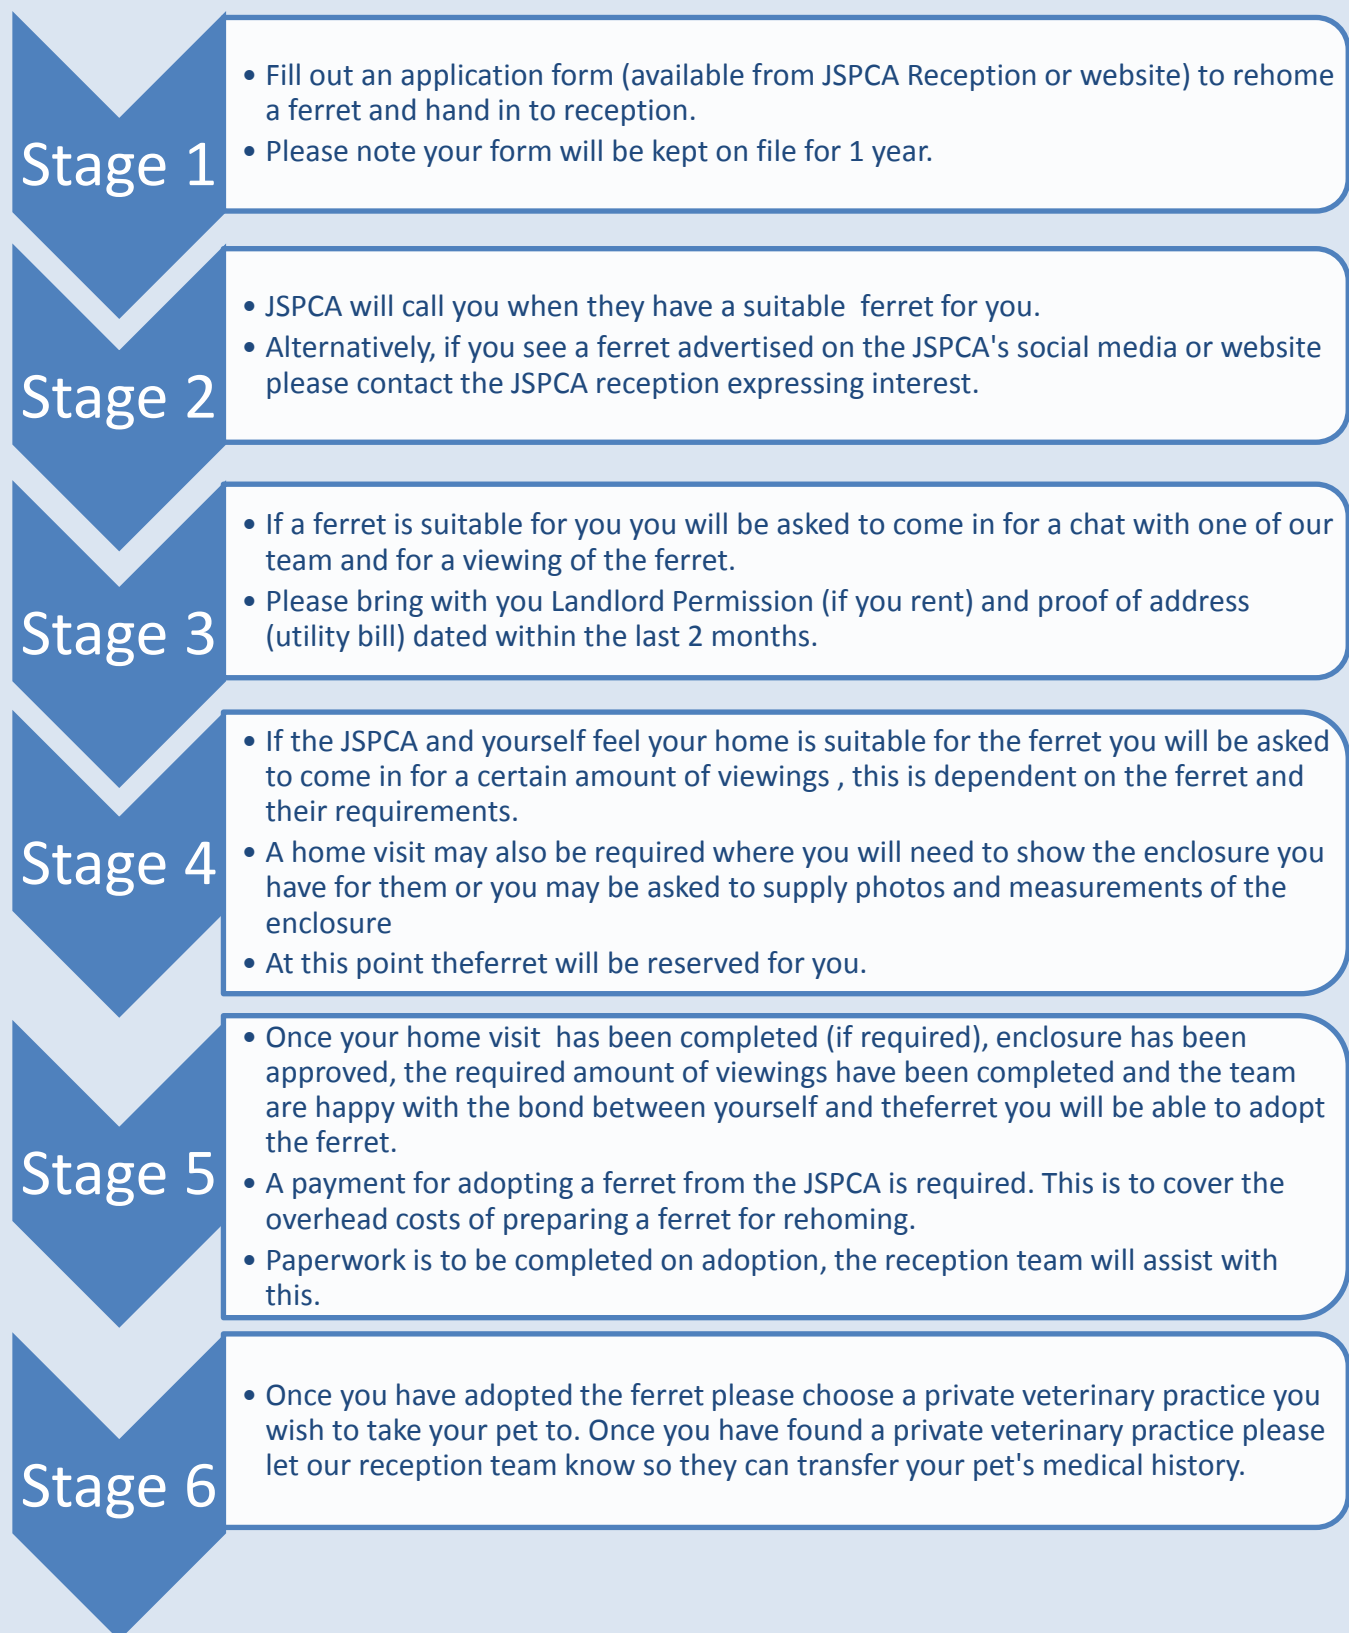 Stage 1
• Fill out an application form (available from JSPCA Reception or website) to rehome
a ferret and hand in to reception.
• Please note your form will be kept on file for 1 year.
Stage 2
• JSPCA will call you when they have a suitable  ferret for you.
• Alternatively, if you see a ferret advertised on the JSPCA's social media or website
please contact the JSPCA reception expressing interest.
Stage 3
• If a ferret is suitable for you you will be asked to come in for a chat with one of our
team and for a viewing of the ferret.
• Please bring with you Landlord Permission (if you rent) and proof of address
(utility bill) dated within the last 2 months.
Stage 4
• If the JSPCA and yourself feel your home is suitable for the ferret you will be asked
to come in for a certain amount of viewings , this is dependent on the ferret and
their requirements.
• A home visit may also be required where you will need to show the enclosure you
have for them or you may be asked to supply photos and measurements of the
enclosure
• At this point theferret will be reserved for you.
Stage 5
• Once your home visit  has been completed (if required), enclosure has been
approved, the required amount of viewings have been completed and the team
are happy with the bond between yourself and theferret you will be able to adopt
the ferret.
• A payment for adopting a ferret from the JSPCA is required. This is to cover the
overhead costs of preparing a ferret for rehoming.
• Paperwork is to be completed on adoption, the reception team will assist with
this.
Stage 6
• Once you have adopted the ferret please choose a private veterinary practice you
wish to take your pet to. Once you have found a private veterinary practice please
let our reception team know so they can transfer your pet's medical history.